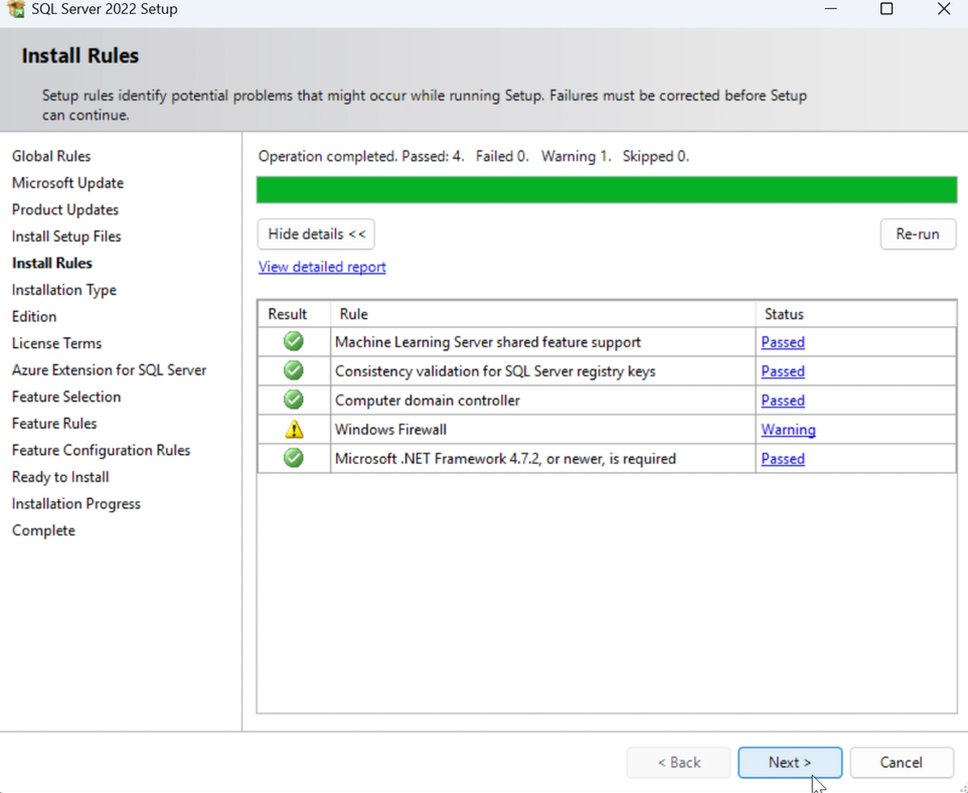 SQL Server 2022 Setup
Install Rules
Setup rules identify potential problems that might occur while running Setup. Failures must be corrected before Setup
can continue.
Global Rules
Microsoft Update
Product Updates
Install Setup Files
Install Rules
Installation Type
Edition
License Terms
Azure Extension for SQL Server
Feature Selection
Feature Rules
Feature Configuration Rules
Ready to Install
Installation Progress
Complete
Operation completed. Passed: 4.   Failed 0.   Warning 1.   Skipped 0.
Hide details <<
Re-run
View detailed report
Result Rule Status
Machine Learning Server shared feature support Passed
Consistency validation for SQL Server registry keys Passed
Computer domain controller Passed
Windows Firewall Warning
Microsoft .NET Framework 4.7.2, or newer, is required Passed
< Back Next > Cancel